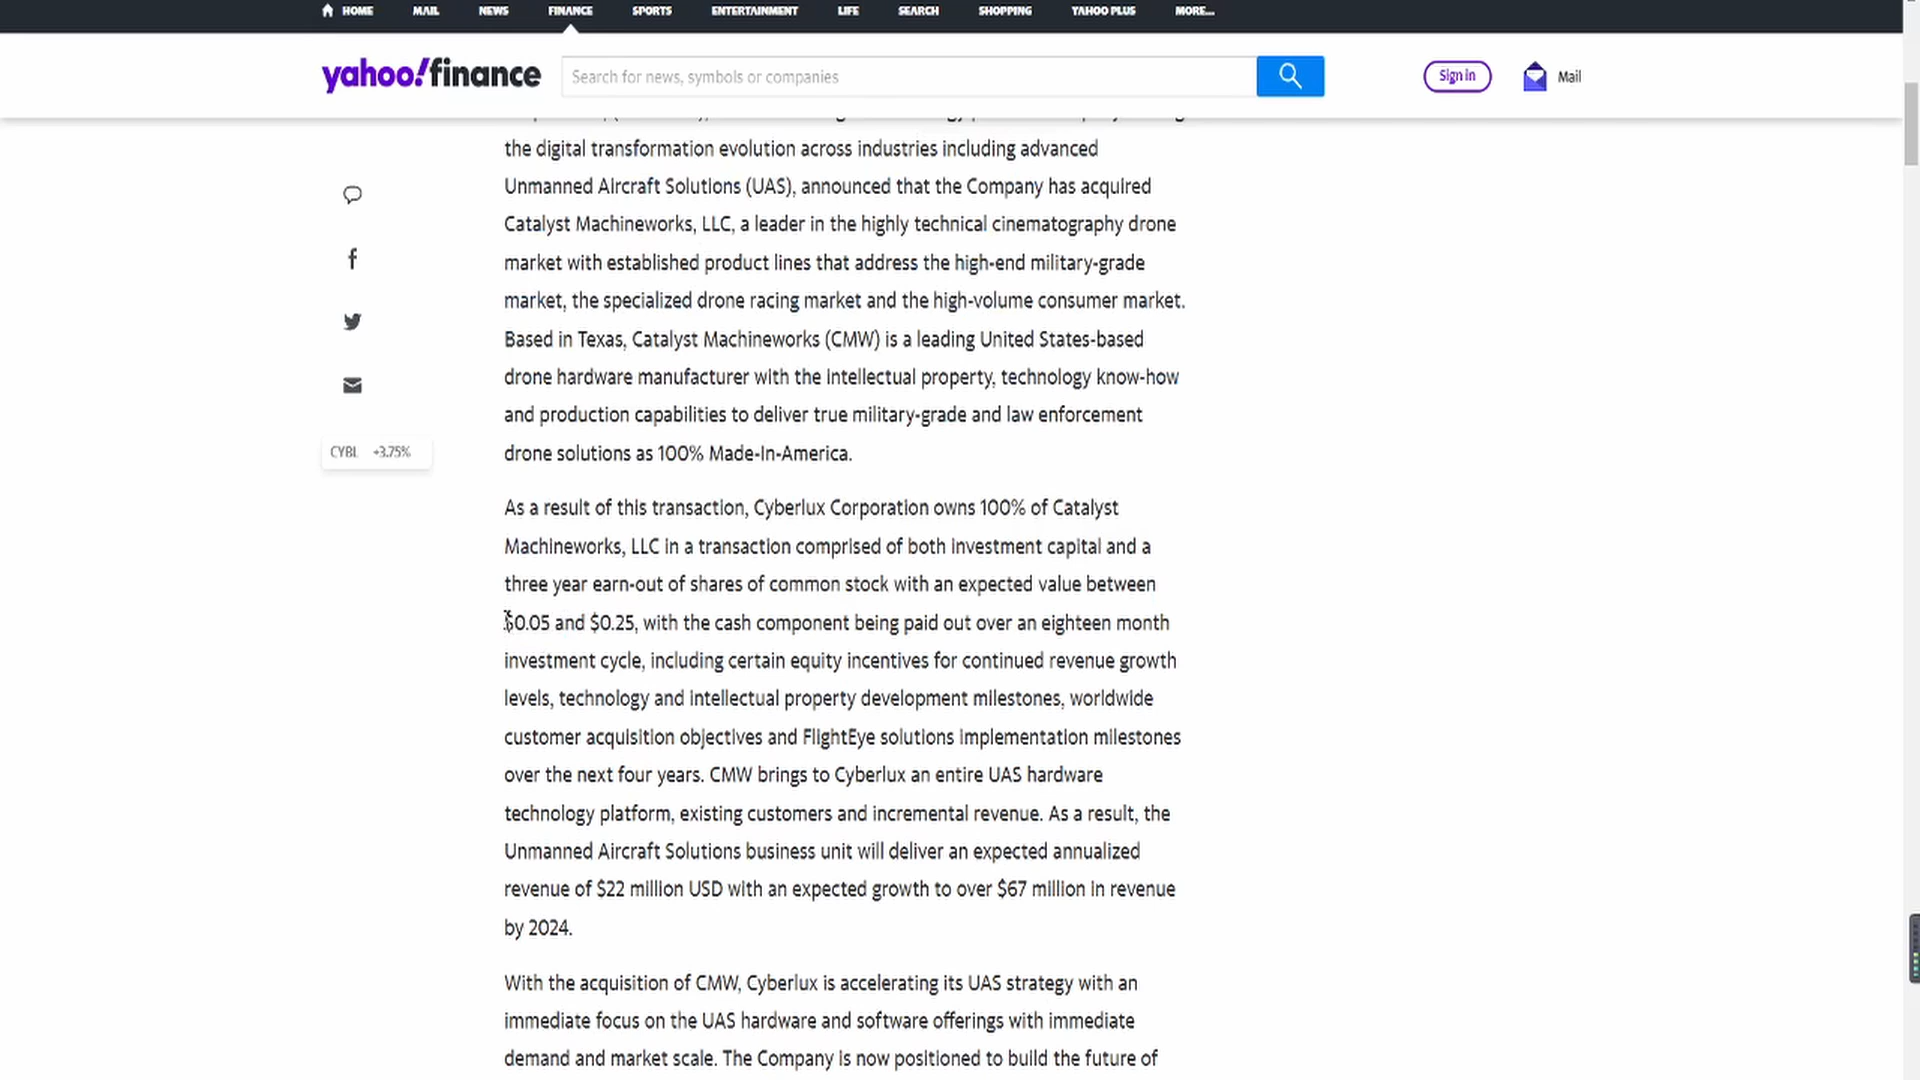 HOME MAIL NEWS FINANCE SPORTS ENTERTAINMENT LIFE SEARCH SHOPPING YAHOO PLUS MORE...
yahoo!finance
Search for news, symbols or companies
Sign in
Mail
the digital transformation evolution across industries including advanced
Unmanned Aircraft Solutions (UAS), announced that the Company has acquired
Catalyst Machineworks, LLC, a leader in the highly technical cinematography drone
market with established product lines that address the high-end military-grade
market, the specialized drone racing market and the high-volume consumer market.
Based in Texas, Catalyst Machineworks (CMW) is a leading United States-based
drone hardware manufacturer with the intellectual property, technology know-how
and production capabilities to deliver true military-grade and law enforcement
drone solutions as 100% Made-In-America.
CYBL +3.75%
As a result of this transaction, Cyberlux Corporation owns 100% of Catalyst
Machineworks, LLC in a transaction comprised of both investment capital and a
three year earn-out of shares of common stock with an expected value between
$0.05 and $0.25, with the cash component being paid out over an eighteen month
investment cycle, including certain equity incentives for continued revenue growth
levels, technology and intellectual property development milestones, worldwide
customer acquisition objectives and FlightEye solutions implementation milestones
over the next four years. CMW brings to Cyberlux an entire UAS hardware
technology platform, existing customers and incremental revenue. As a result, the
Unmanned Aircraft Solutions business unit will deliver an expected annualized
revenue of $22 million USD with an expected growth to over $67 million in revenue
by 2024.
With the acquisition of CMW, Cyberlux is accelerating its UAS strategy with an
immediate focus on the UAS hardware and software offerings with immediate
demand and market scale. The Company is now positioned to build the future of